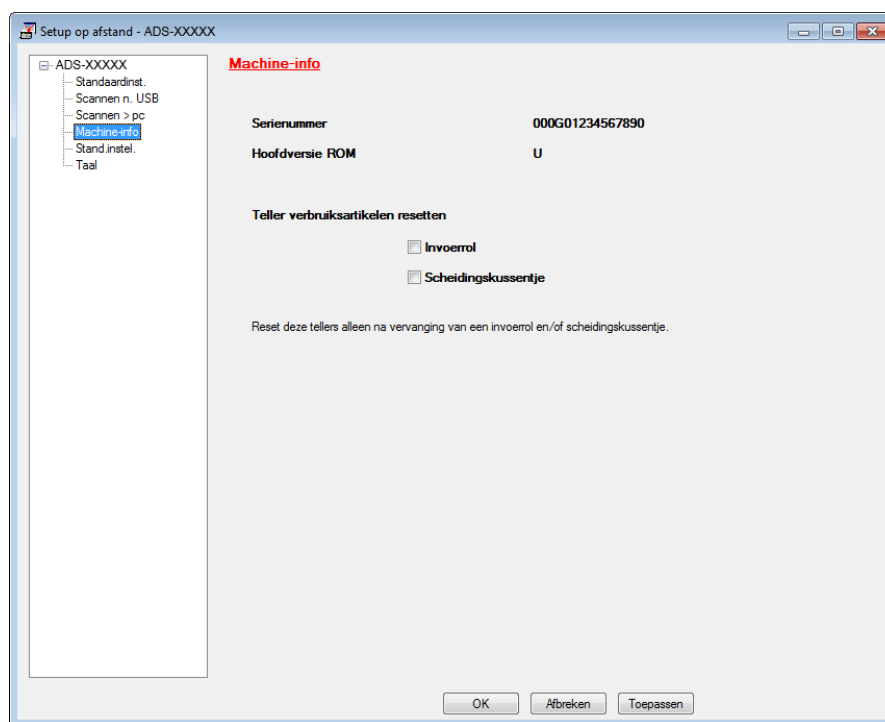 Setup op afstand - ADS-XXXXX
ADS-XXXXX
Standaardinst.
Scannen n. USB
Scannen > pc
Machine-info
Stand.instel.
Taal
Machine-info
Serienummer 000G01234567890
Hoofdversie ROM U
Teller verbruiksartikelen resetten
Invoerrol
Scheidingskussentje
Reset deze tellers alleen na vervanging van een invoerrol en/of scheidingskussentje.
OK Afbreken Toepassen